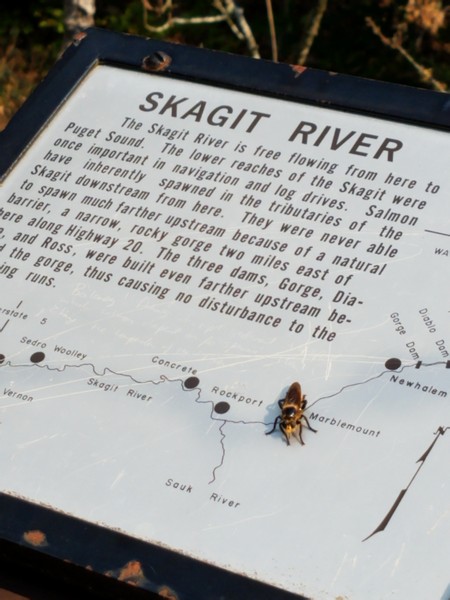 SKAGIT RIVER
The Skagit River is free flowing from here to
Puget Sound. The lower reaches of the Skagit were
once important in navigation and log drives. Salmon
have inherently spawned in the tributaries of the
Skagit downstream from here. They were never able
to spawn much farther upstream because of a natural
barrier, a narrow, rocky gorge two miles east of
here along Highway 20. The three dams, Gorge, Dia-
and Ross, were built even farther upstream be-
the gorge, thus causing no disturbance to the
runs.
WA
5
Sedro Woolley
Vernon
Skagit River
Concrete
Rockport
Sauk River
Marblemount
Gorge Dam
Diablo Dam
Newhalem
N